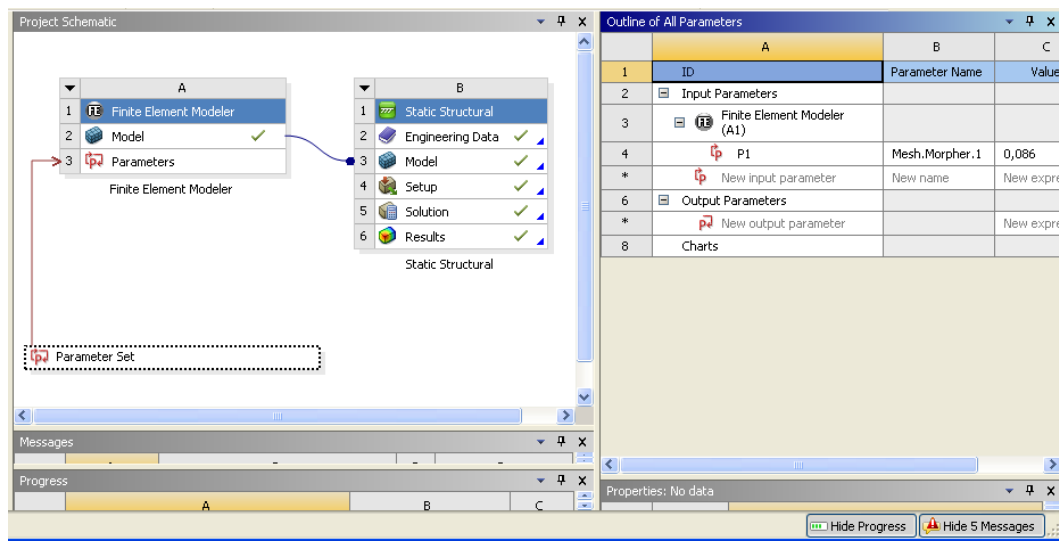 Project Schematic
A
1 Finite Element Modeler
2 Model
3 Parameters
Finite Element Modeler
B
1 Static Structural
2 Engineering Data
3 Model
4 Setup
5 Solution
6 Results
Static Structural
Parameter Set
Messages
Progress
A B C
Outline of All Parameters
A B C
1 ID Parameter Name Value
2 Input Parameters
3 Finite Element Modeler
(A1)
4 P1 Mesh.Morpher.1 0,086
* New input parameter New name New expre
6 Output Parameters
* New output parameter New expre
8 Charts
Properties: No data
Hide Progress Hide 5 Messages